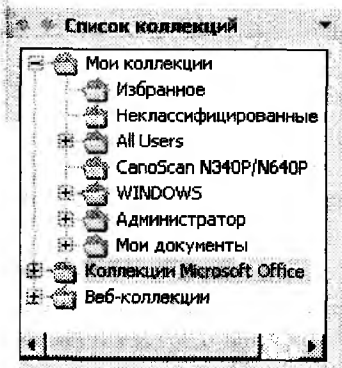 Список коллекций
Мои коллекции
Избранное
Неклассифицированные
All Users
CanoScan N340P/N640P
WINDOWS
Администратор
Мои документы
Коллекции Microsoft Office
Веб-коллекции